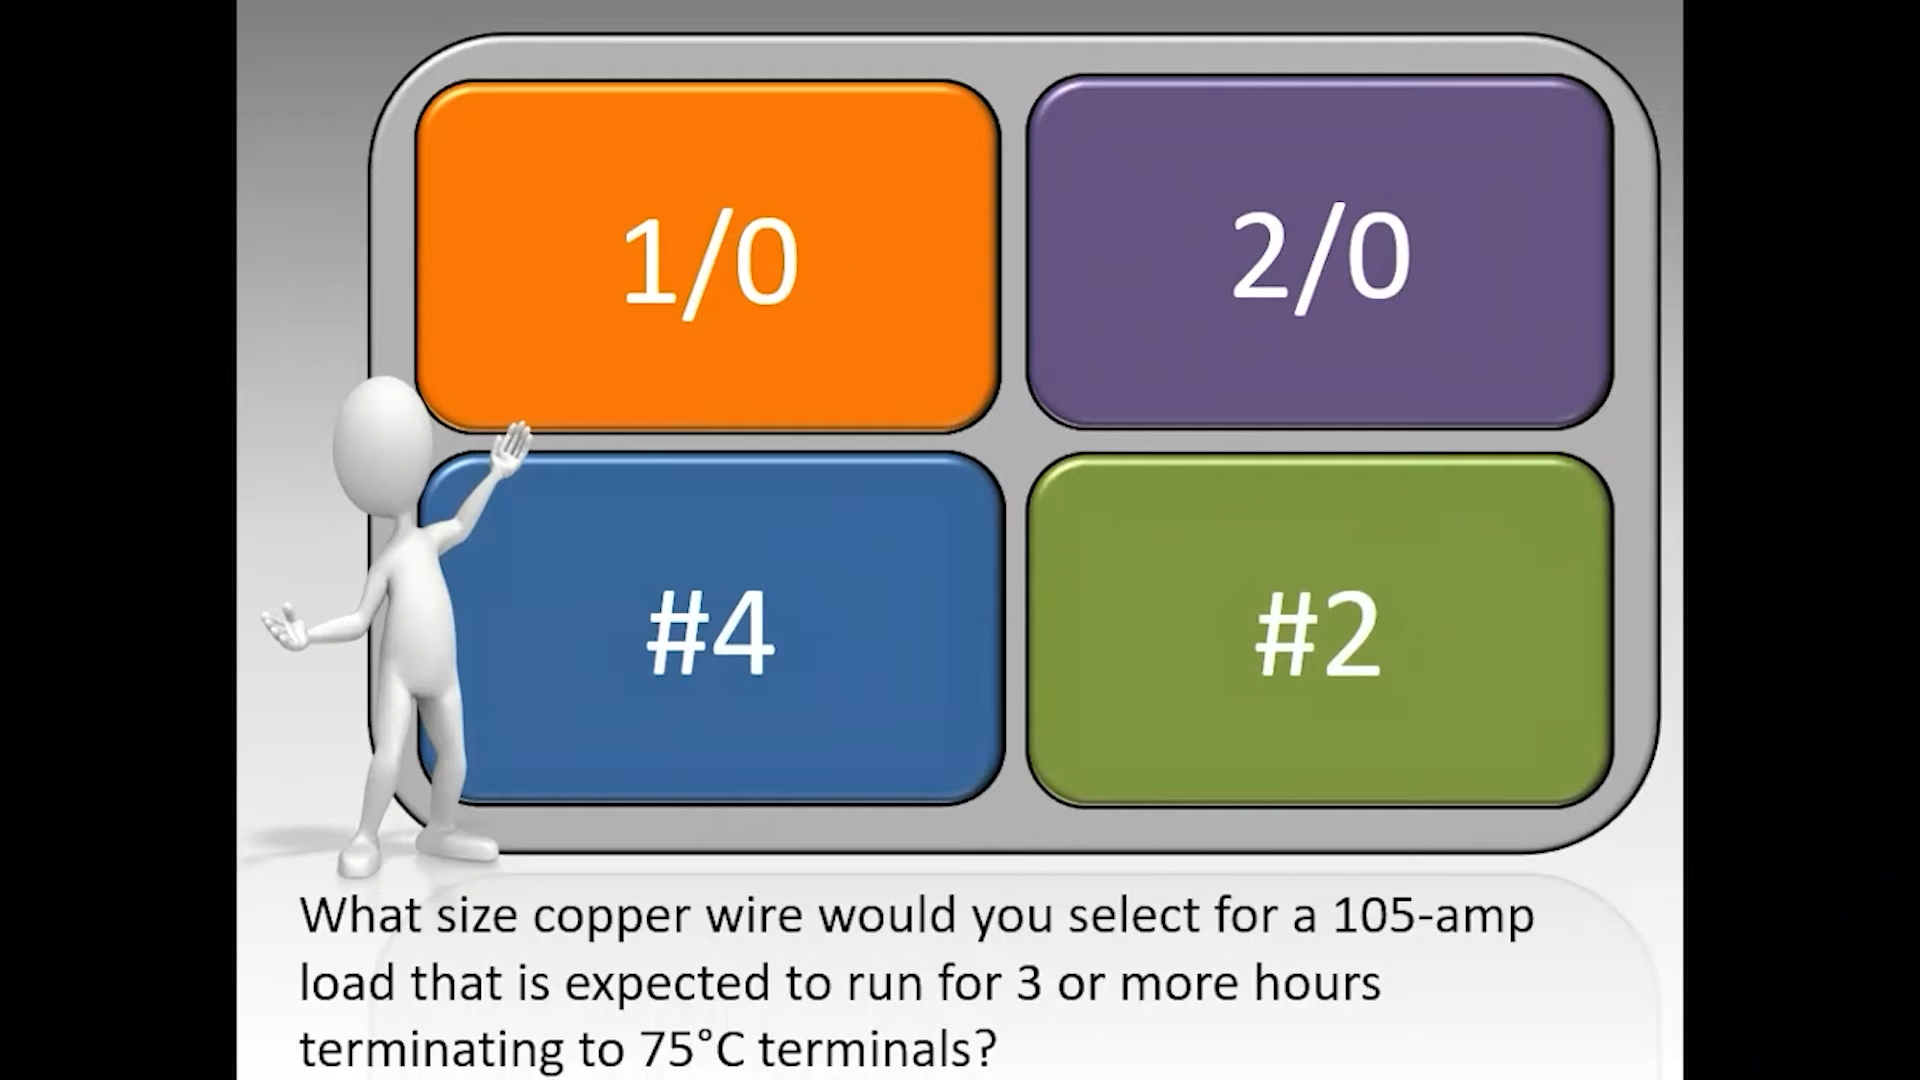 1/0
2/0
#4
#2
What size copper wire would you select for a 105-amp
load that is expected to run for 3 or more hours
terminating to 75°C terminals?